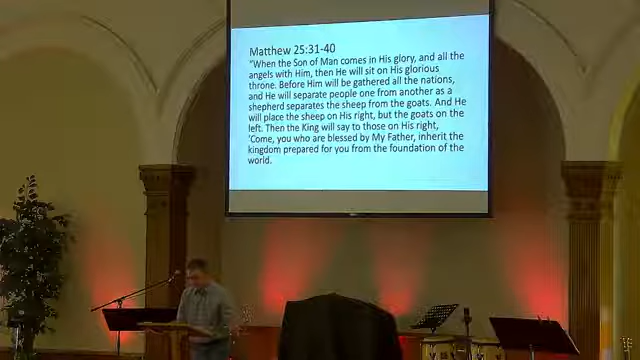 Matthew 25:31-40
"When the Son of Man comes in His glory, and all the
angels with Him, then He will sit on His glorious
throne. Before Him will be gathered all the nations,
and He will separate people one from another as a
shepherd separates the sheep from the goats. And He
will place the sheep on His right, but the goats on the
left. Then the King will say to those on His right,
'Come, you who are blessed by My Father, inherit the
kingdom prepared for you from the foundation of the
world.